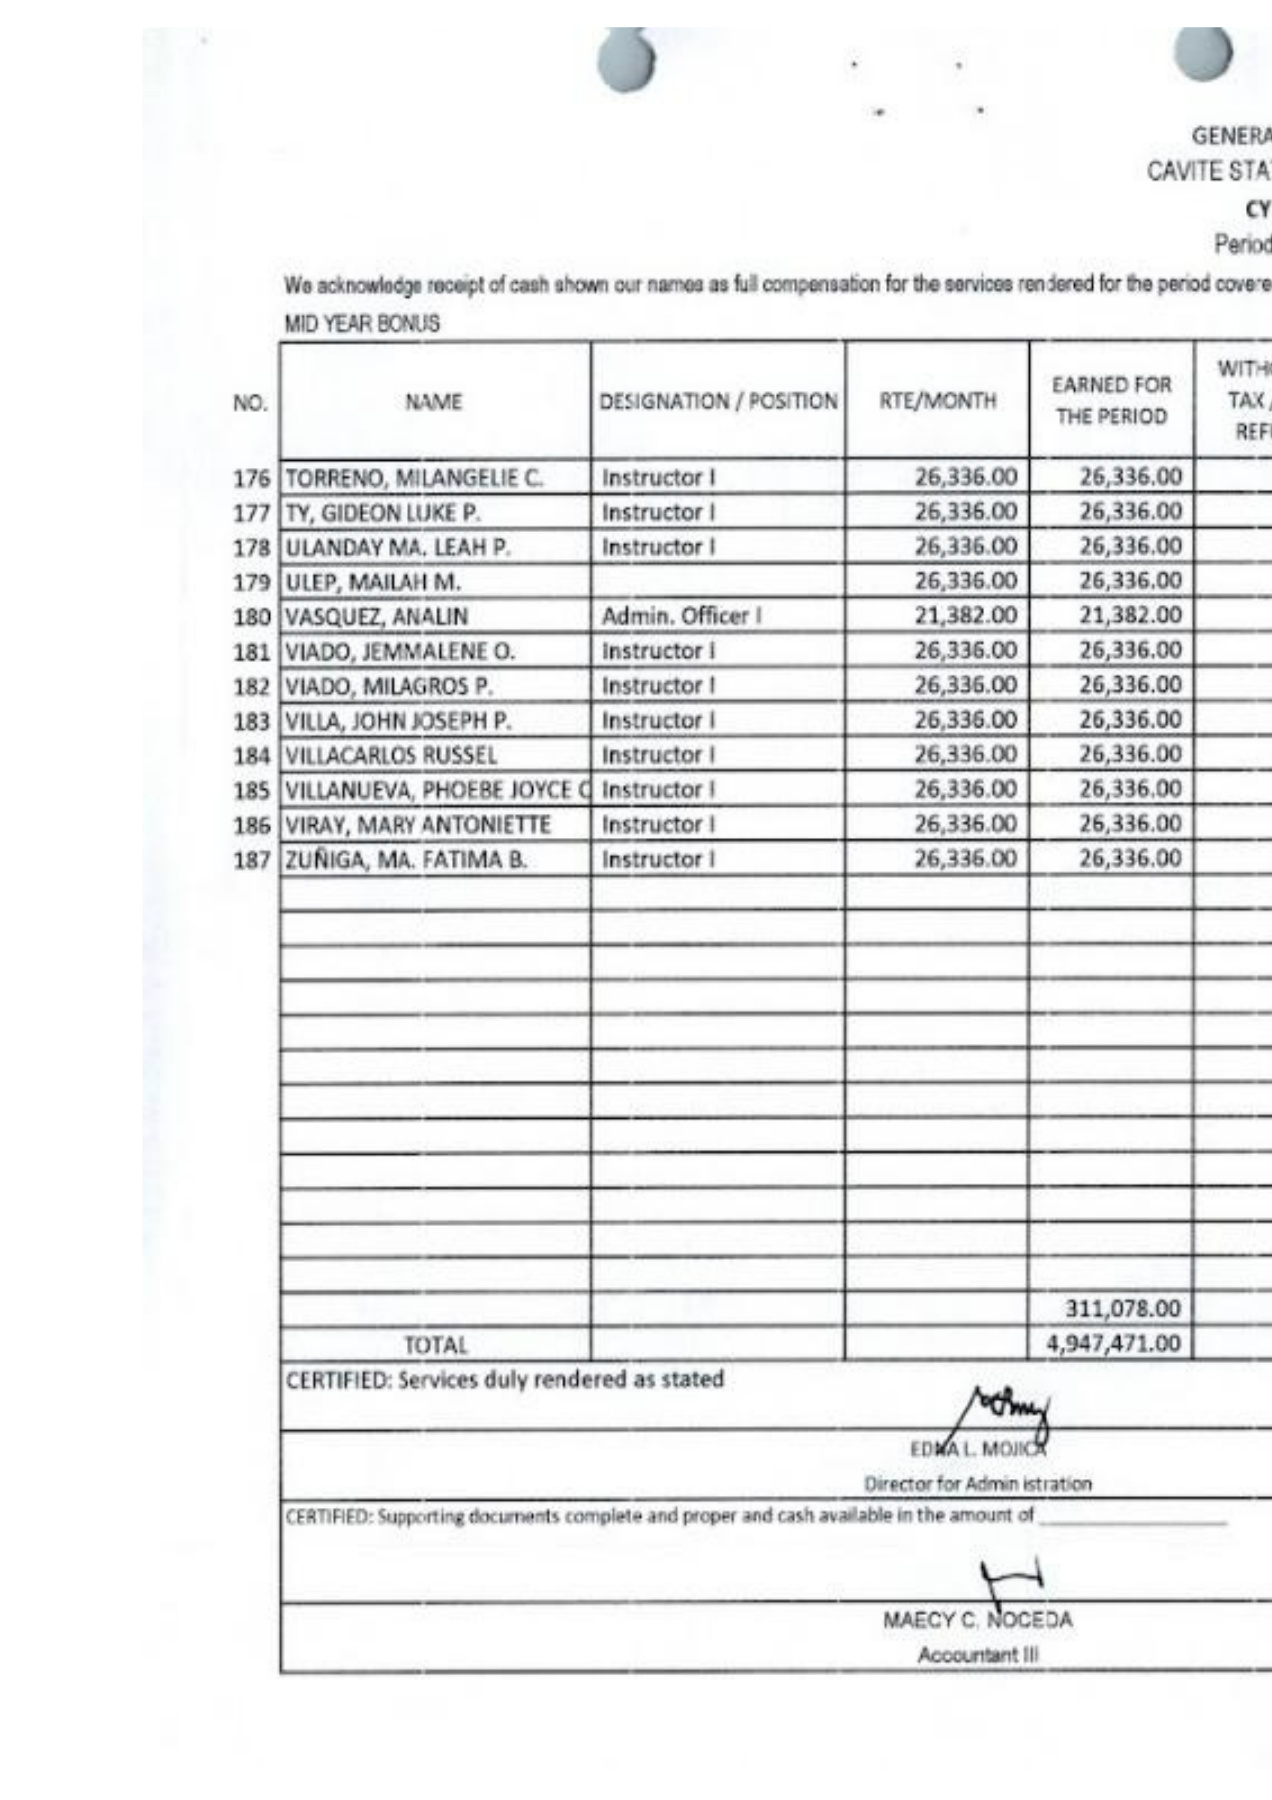 GENERA
CAVITE STA
CY
Period
We acknowledge receipt of cash shown our names as full compensation for the services rendered for the period covere
MID YEAR BONUS
NO. NAME DESIGNATION / POSITION RTE/MONTH EARNED FOR THE PERIOD WITH TAX / REF
176 TORRENO, MILANGELIE C. Instructor I 26,336.00 26,336.00
177 TY, GIDEON LUKE P. Instructor I 26,336.00 26,336.00
178 ULANDAY MA. LEAH P. Instructor I 26,336.00 26,336.00
179 ULEP, MAILAH M. 26,336.00 26,336.00
180 VASQUEZ, ANALIN Admin. Officer I 21,382.00 21,382.00
181 VIADO, JEMMALENE O. Instructor I 26,336.00 26,336.00
182 VIADO, MILAGROS P. Instructor I 26,336.00 26,336.00
183 VILLA, JOHN JOSEPH P. Instructor I 26,336.00 26,336.00
184 VILLACARLOS RUSSEL Instructor I 26,336.00 26,336.00
185 VILLANUEVA, PHOEBE JOYCE C Instructor I 26,336.00 26,336.00
186 VIRAY, MARY ANTONIETTE Instructor I 26,336.00 26,336.00
187 ZUÑIGA, MA. FATIMA B. Instructor I 26,336.00 26,336.00
311,078.00
TOTAL 4,947,471.00
CERTIFIED: Services duly rendered as stated
EDNA L. MOJICA
Director for Admin istration
CERTIFIED: Supporting documents complete and proper and cash available in the amount of
MAECY C. NOCEDA
Accountant III